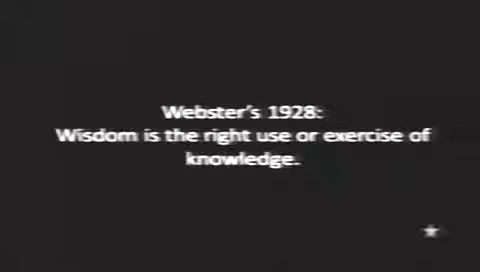 Webster's 1928:
Wisdom is the right use or exercise of
knowledge.